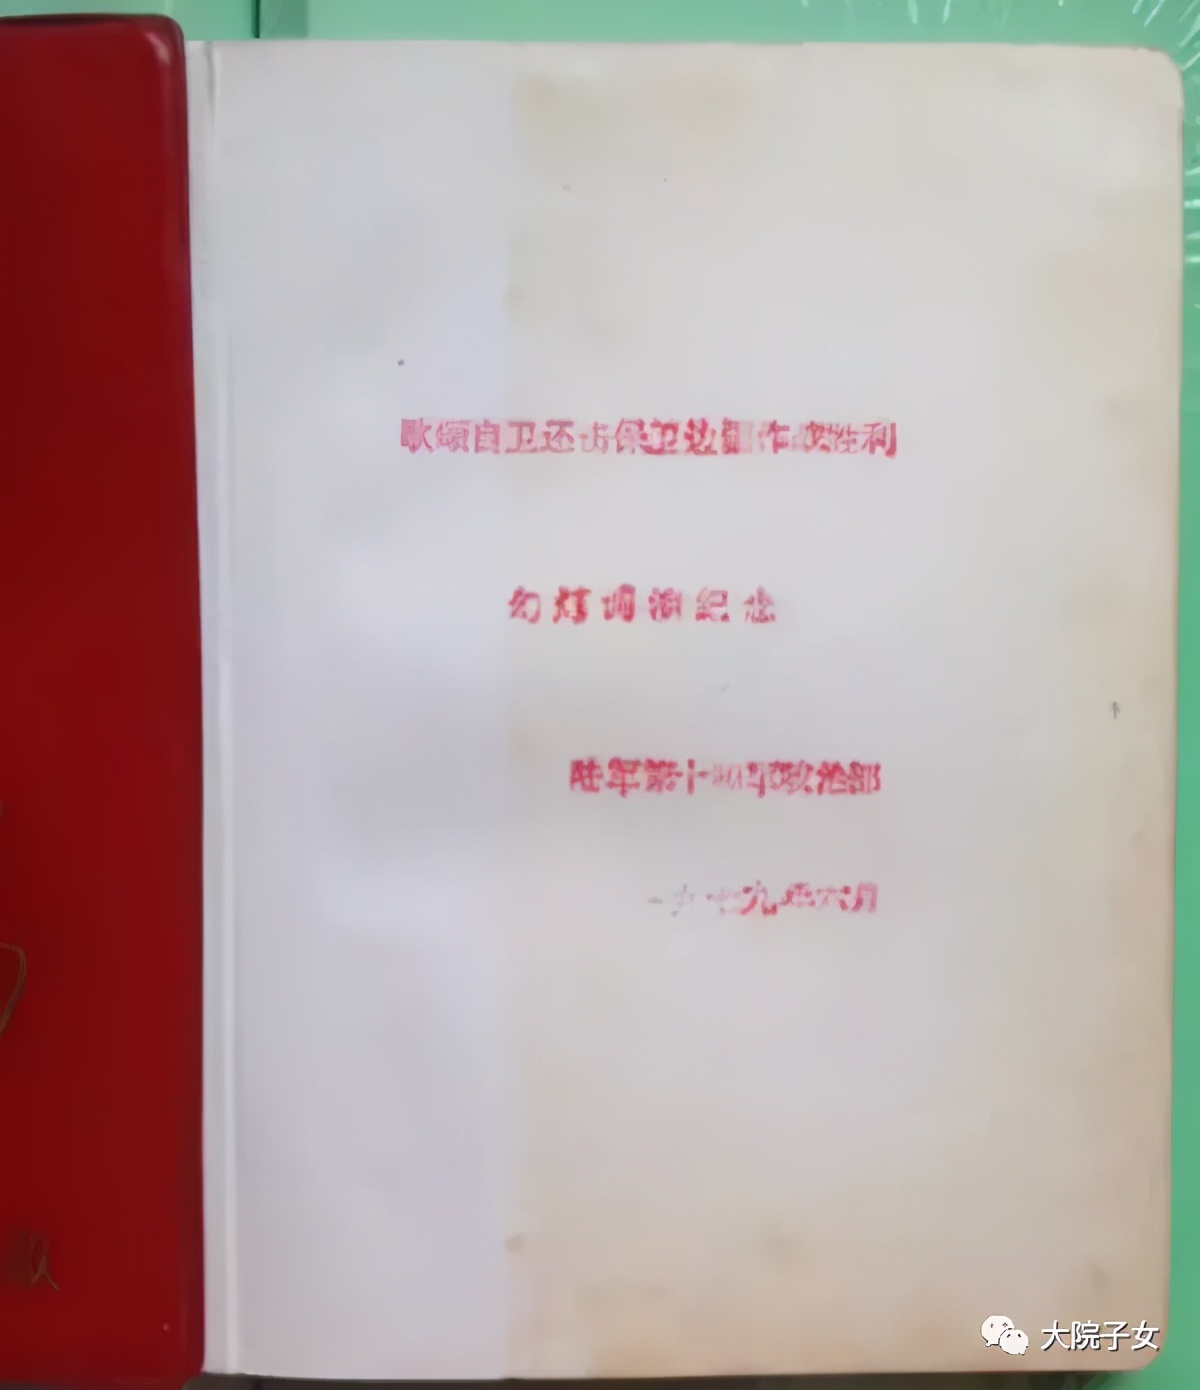 歌颂自卫还击保卫边疆作战胜利
幻灯调演纪念
陆军第十四军政治部
一九七九年六月
大院子女